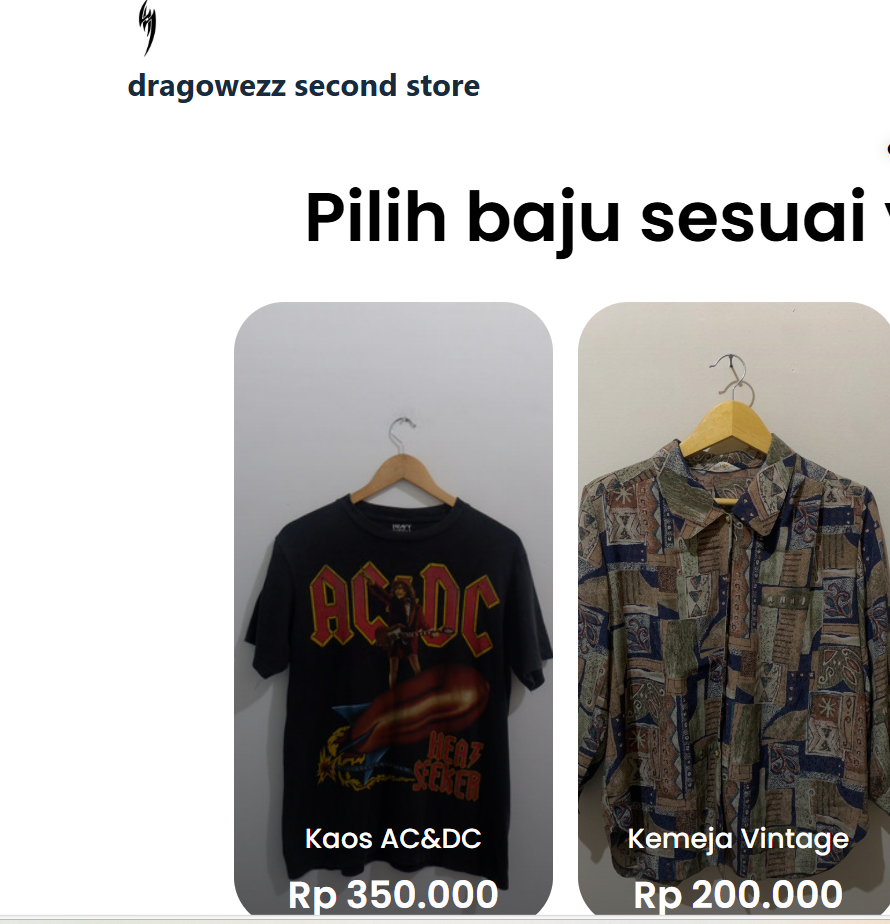 dragowezz second store
Pilih baju sesuai
AC DC
HEAT
SEEKER
Kaos AC&DC
Kemeja Vintage
Rp 350.000
Rp 200.000